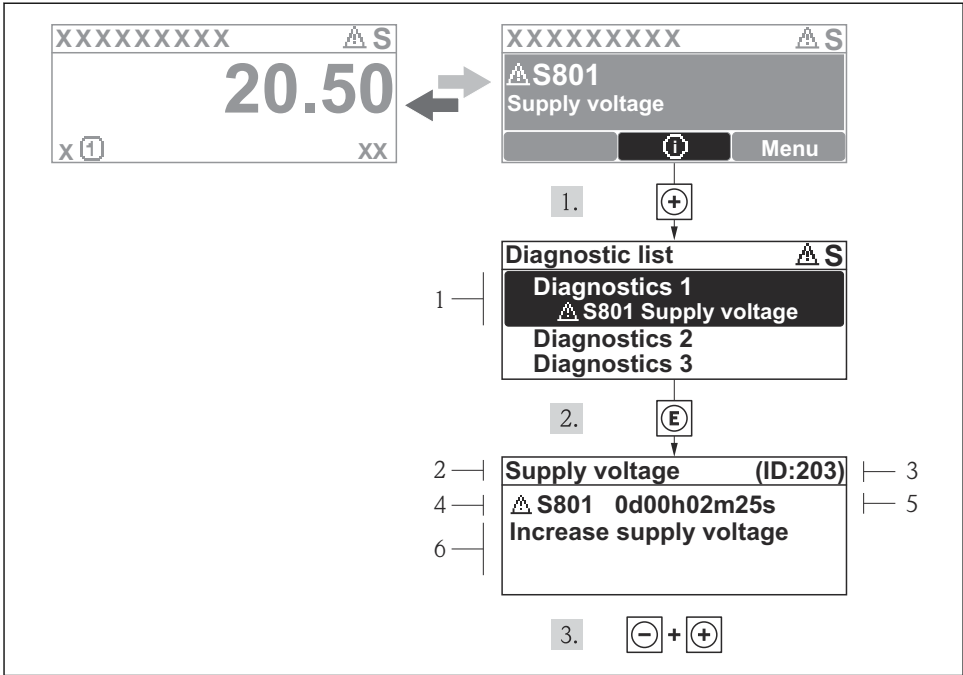 XXXXXXXXX ⚠ S
20.50
x ① xx
XXXXXXXXX ⚠ S
⚠ S801
Supply voltage
ⓘ Menu
1. +
Diagnostic list ⚠ S
1
Diagnostics 1
⚠ S801 Supply voltage
Diagnostics 2
Diagnostics 3
2. E
2 Supply voltage (ID:203) 3
4 ⚠ S801 0d00h02m25s 5
6 Increase supply voltage
3. - + +